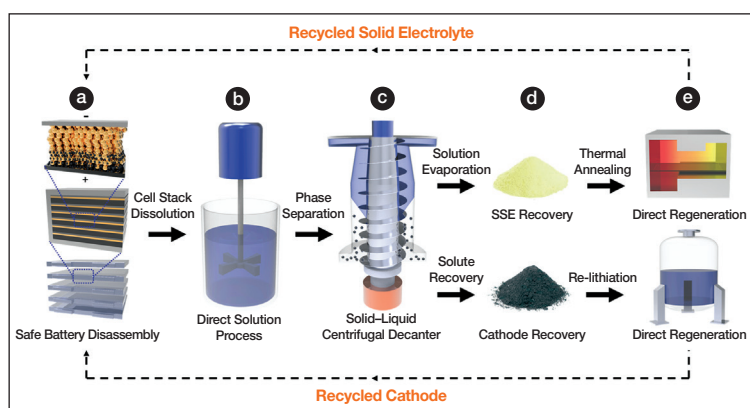 Recycled Solid Electrolyte
a
b
c
d
e
-
+
Cell Stack
Dissolution
Phase
Separation
Solution
Evaporation
Thermal
Annealing
SSE Recovery
Direct Regeneration
Solute
Recovery
Re-lithiation
Safe Battery Disassembly
Direct Solution
Process
Solid–Liquid
Centrifugal Decanter
Cathode Recovery
Direct Regeneration
Recycled Cathode